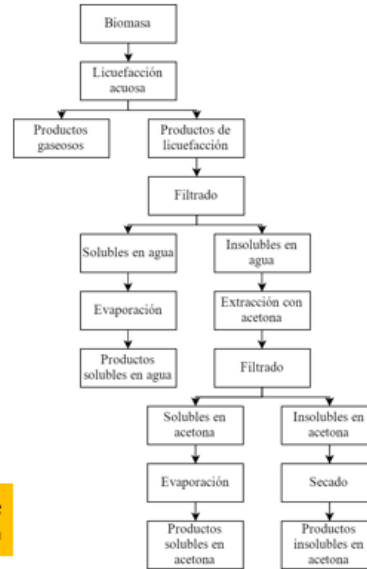 Biomasa
Licuefacción
acuosa
Productos
gaseosos
Productos de
licuefacción
Filtrado
Solubles en agua
Insolubles en
agua
Evaporación
Extracción con
acetona
Productos
solubles en agua
Filtrado
Solubles en
acetona
Insolubles en
acetona
Evaporación
Secado
Productos
solubles en
acetona
Productos
insolubles en
acetona